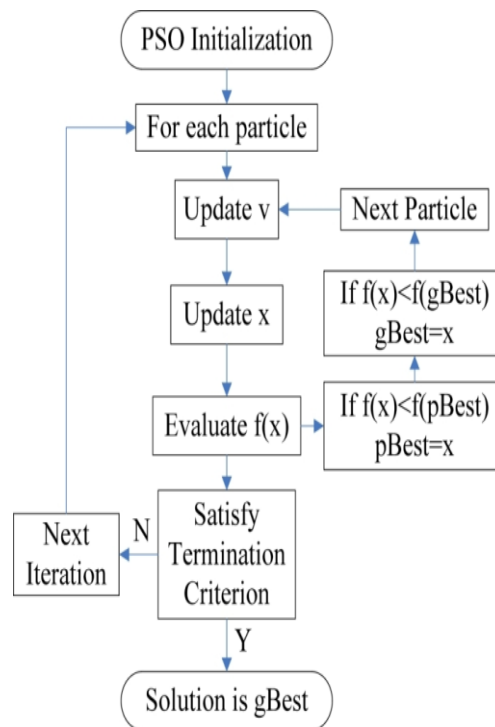 PSO Initialization
For each particle
Update v
Next Particle
Update x
If f(x)<f(gBest)
gBest=x
Evaluate f(x)
If f(x)<f(pBest)
pBest=x
Satisfy
Termination
Criterion
N
Next
Iteration
Y
Solution is gBest